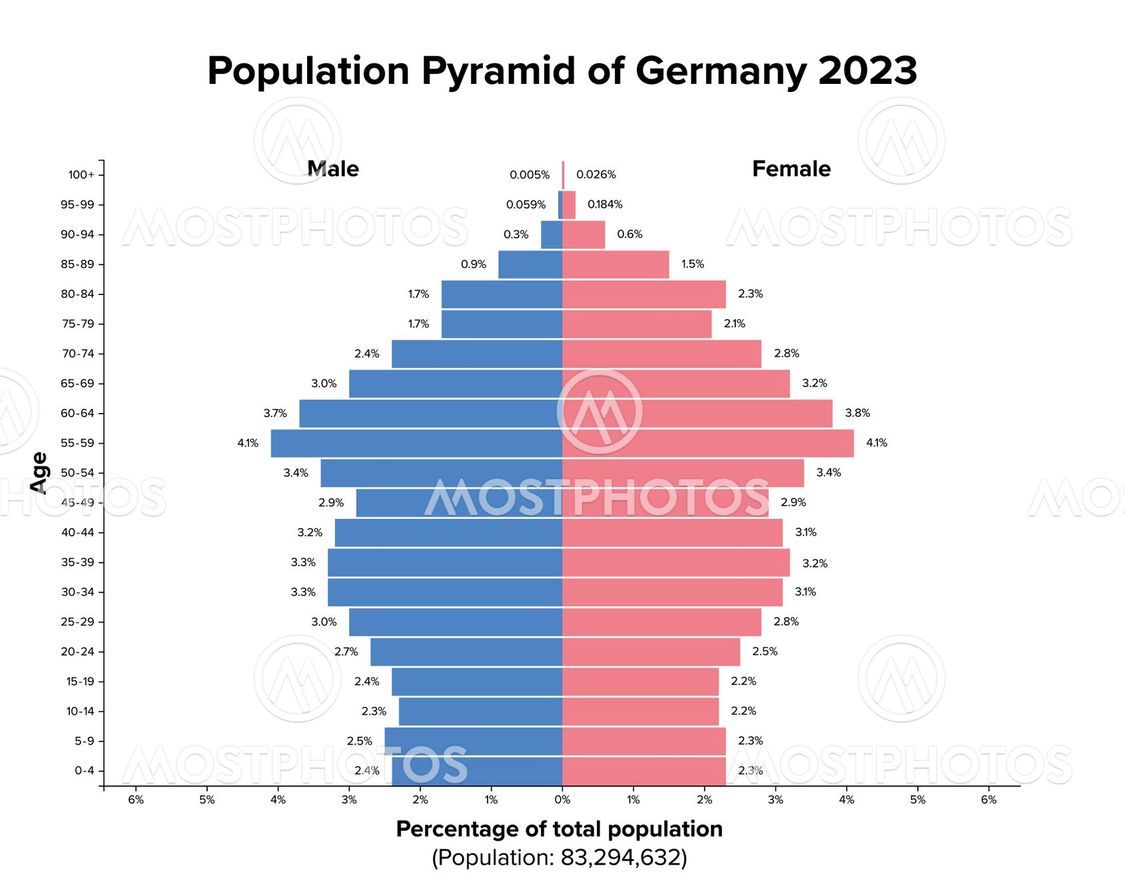 Population Pyramid of Germany 2023
Male Female
100+ 0.005% 0.026%
95-99 0.059% 0.184%
90-94 0.3% 0.6%
85-89 0.9% 1.5%
80-84 1.7% 2.3%
75-79 1.7% 2.1%
70-74 2.4% 2.8%
65-69 3.0% 3.2%
60-64 3.7% 3.8%
55-59 4.1% 4.1%
50-54 3.4% 3.4%
45-49 2.9% 2.9%
40-44 3.2% 3.1%
35-39 3.3% 3.2%
30-34 3.3% 3.1%
25-29 3.0% 2.8%
20-24 2.7% 2.5%
15-19 2.4% 2.2%
10-14 2.3% 2.2%
5-9 2.5% 2.3%
0-4 2.4% 2.3%
Age
6% 5% 4% 3% 2% 1% 0% 1% 2% 3% 4% 5% 6%
Percentage of total population
(Population: 83,294,632)
MOSTPHOTOS
MOSTPHOTOS
MOSTPHOTOS
MOSTPHOTOS
MOSTPHOTOS